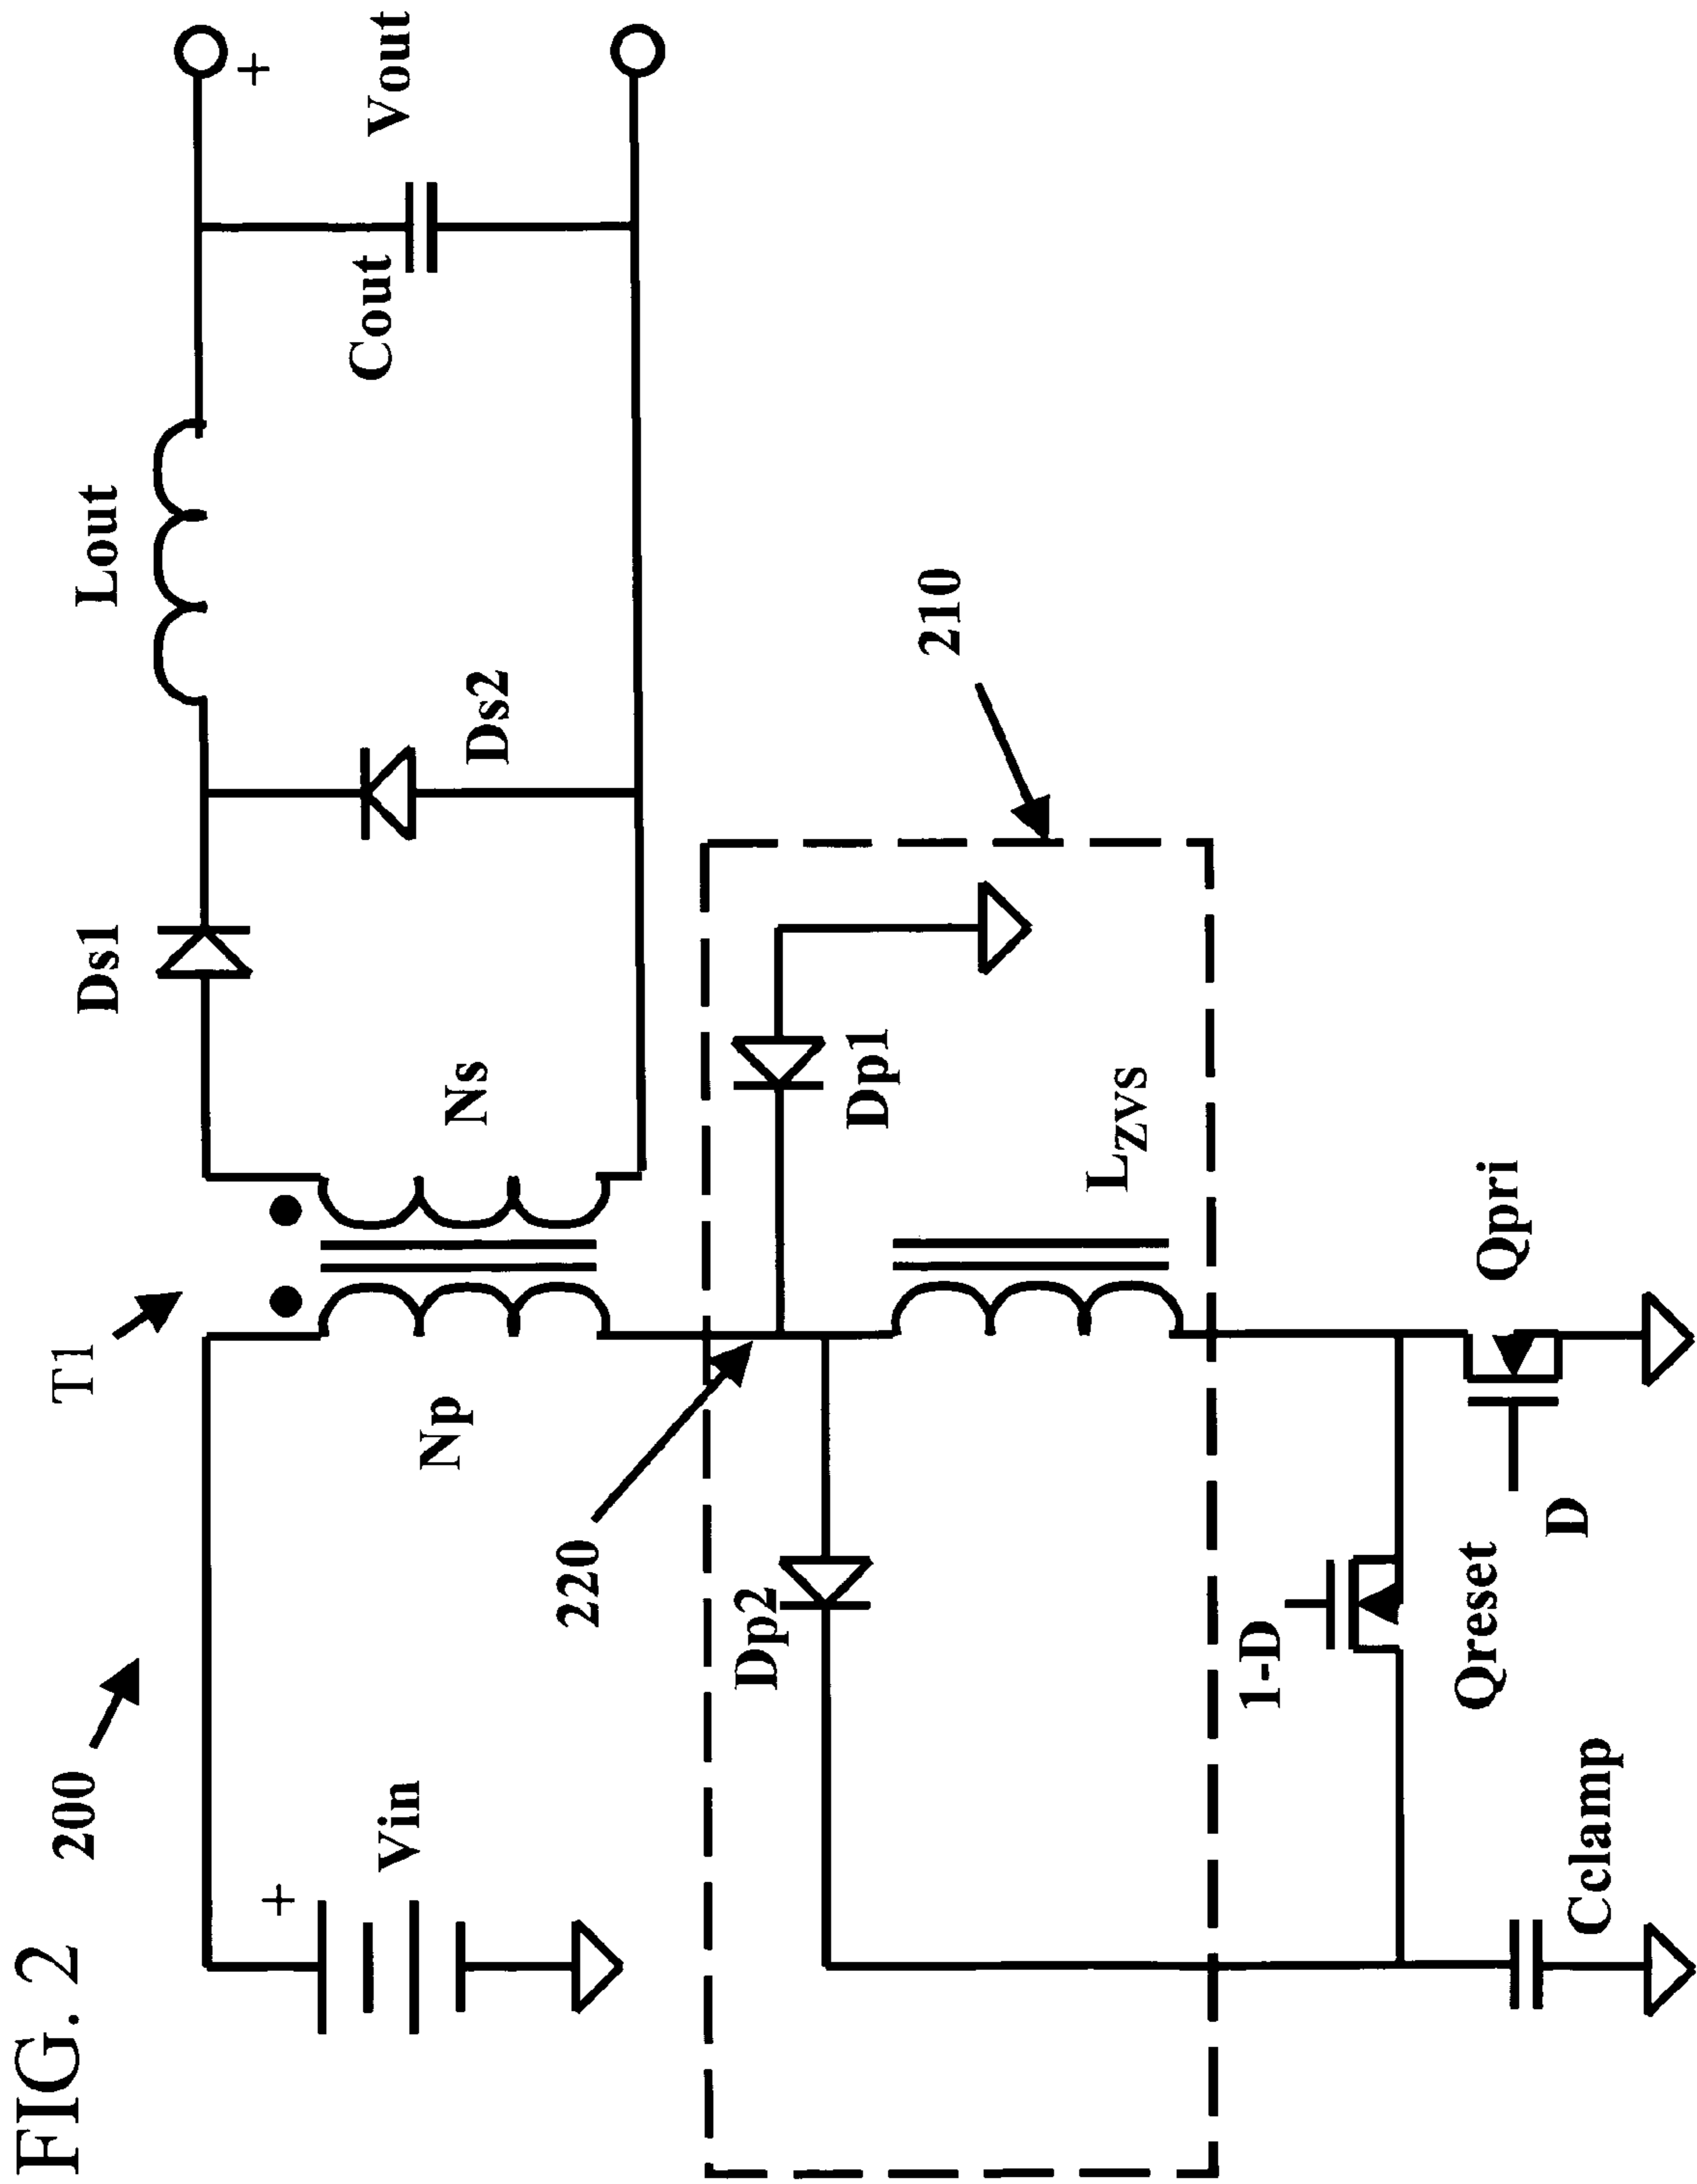 FIG. 2
200
T1
Ds1
Lout
+
Vin
Np
Ns
Ds2
Cout
+
Vout
220
210
Dp2
Dp1
LZVS
1-D
Qreset
Cclamp
D
Qpri